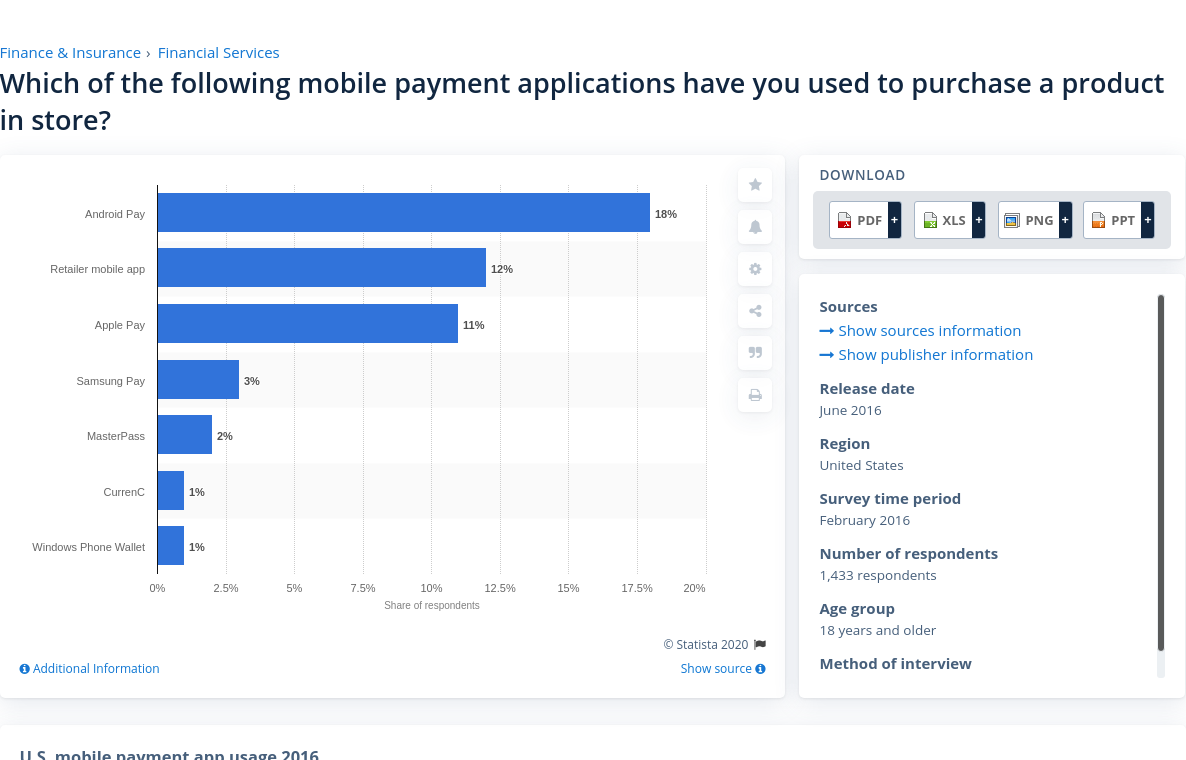 Finance & Insurance › Financial Services
Which of the following mobile payment applications have you used to purchase a product
in store?
Android Pay 18%
Retailer mobile app 12%
Apple Pay 11%
Samsung Pay 3%
MasterPass 2%
CurrenC 1%
Windows Phone Wallet 1%
0% 2.5% 5% 7.5% 10% 12.5% 15% 17.5% 20%
Share of respondents
© Statista 2020
Additional Information
Show source
DOWNLOAD
PDF + XLS + PNG + PPT +
Sources
Show sources information
Show publisher information
Release date
June 2016
Region
United States
Survey time period
February 2016
Number of respondents
1,433 respondents
Age group
18 years and older
Method of interview
U.S. mobile payment app usage 2016